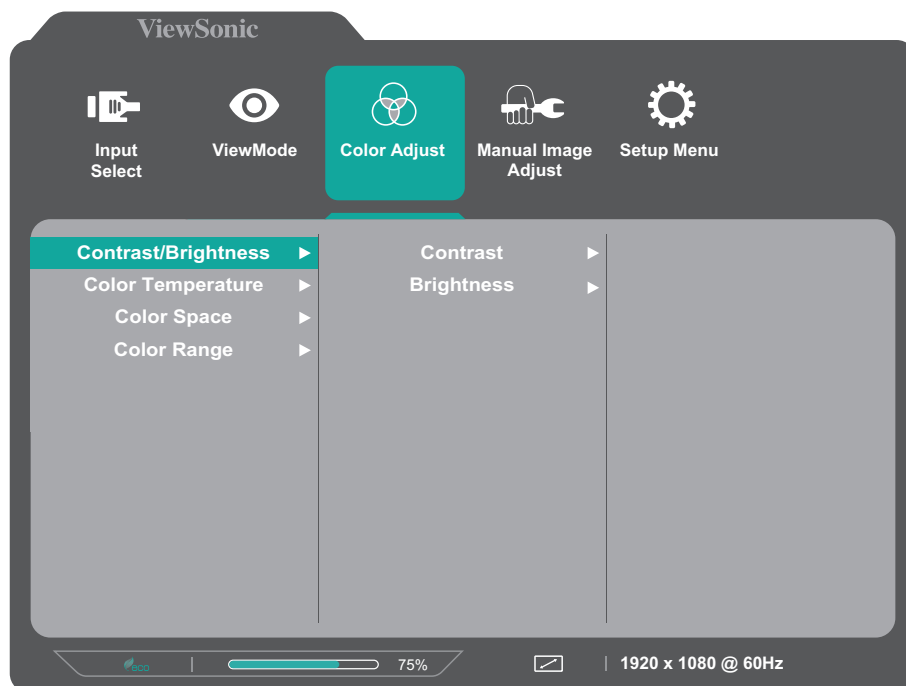 ViewSonic
Input
Select
ViewMode
Color Adjust
Manual Image
Adjust
Setup Menu
Contrast/Brightness
Color Temperature
Color Space
Color Range
Contrast
Brightness
eco
75%
1920 x 1080 @ 60Hz